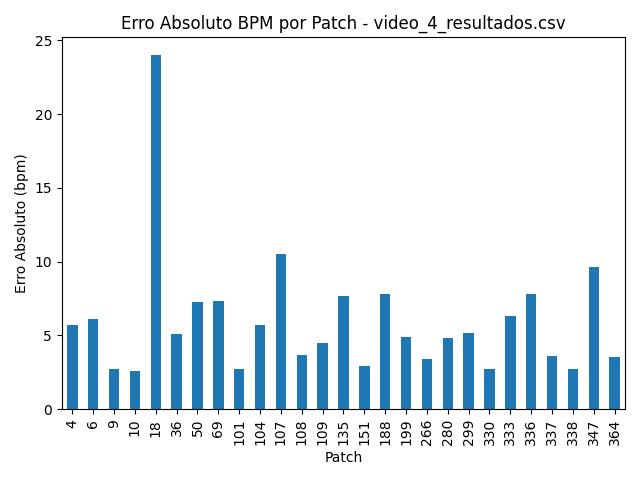 Erro Absoluto BPM por Patch - video_4_resultados.csv
Erro Absoluto (bpm)
25
20
15
10
5
0
4 6 9 10 18 36 50 69 101 104 107 108 109 135 151 188 199 266 280 299 330 333 336 337 338 347 364
Patch